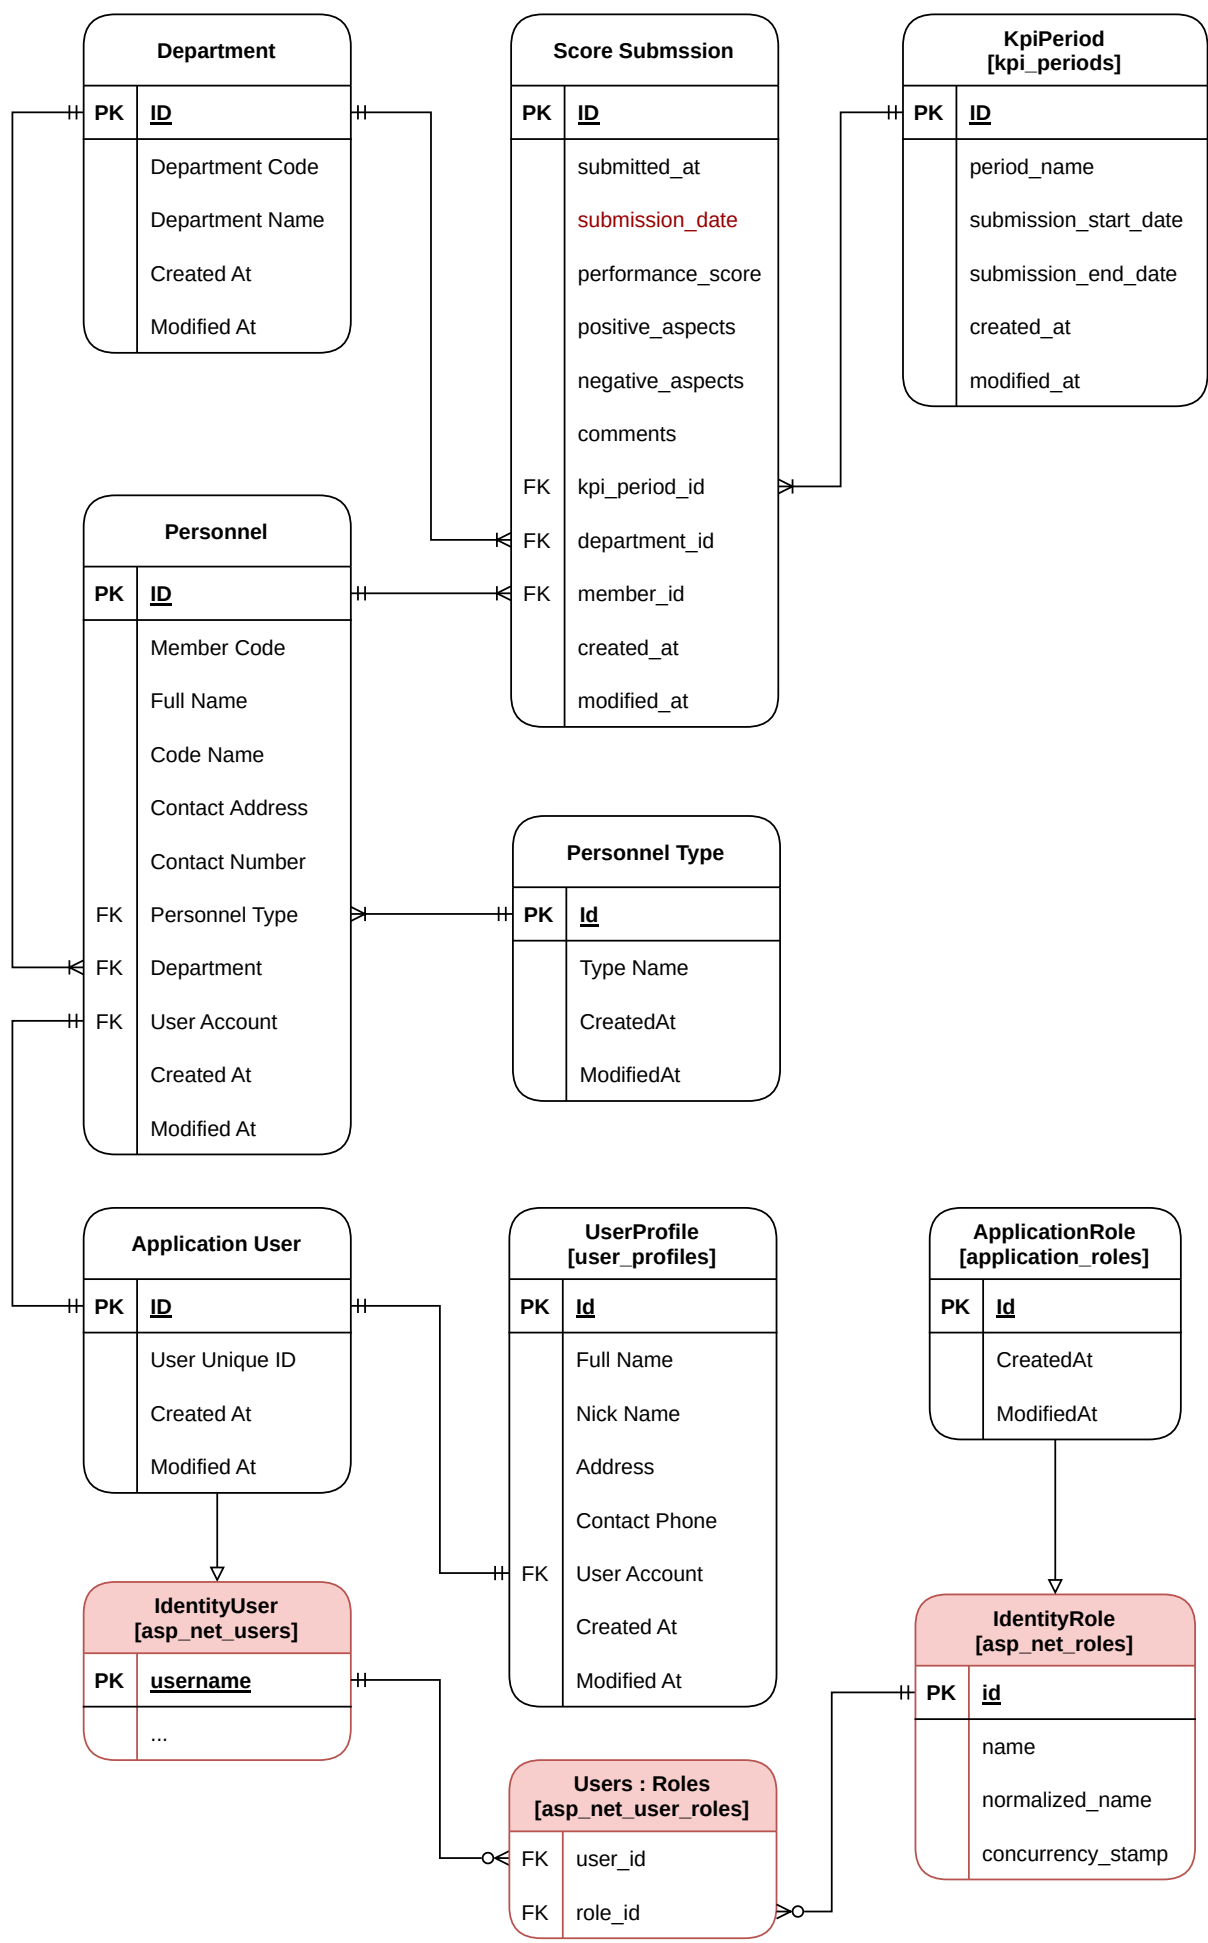 Department
PK ID
Department Code
Department Name
Created At
Modified At
Score Submssion
PK ID
submitted_at
submission_date
performance_score
positive_aspects
negative_aspects
comments
FK kpi_period_id
FK department_id
FK member_id
created_at
modified_at
KpiPeriod
[kpi_periods]
PK ID
period_name
submission_start_date
submission_end_date
created_at
modified_at
Personnel
PK ID
Member Code
Full Name
Code Name
Contact Address
Contact Number
FK Personnel Type
FK Department
FK User Account
Created At
Modified At
Personnel Type
PK Id
Type Name
CreatedAt
ModifiedAt
Application User
PK ID
User Unique ID
Created At
Modified At
UserProfile
[user_profiles]
PK Id
Full Name
Nick Name
Address
Contact Phone
FK User Account
Created At
Modified At
ApplicationRole
[application_roles]
PK Id
CreatedAt
ModifiedAt
IdentityUser
[asp_net_users]
PK username
...
Users : Roles
[asp_net_user_roles]
FK user_id
FK role_id
IdentityRole
[asp_net_roles]
PK id
name
normalized_name
concurrency_stamp